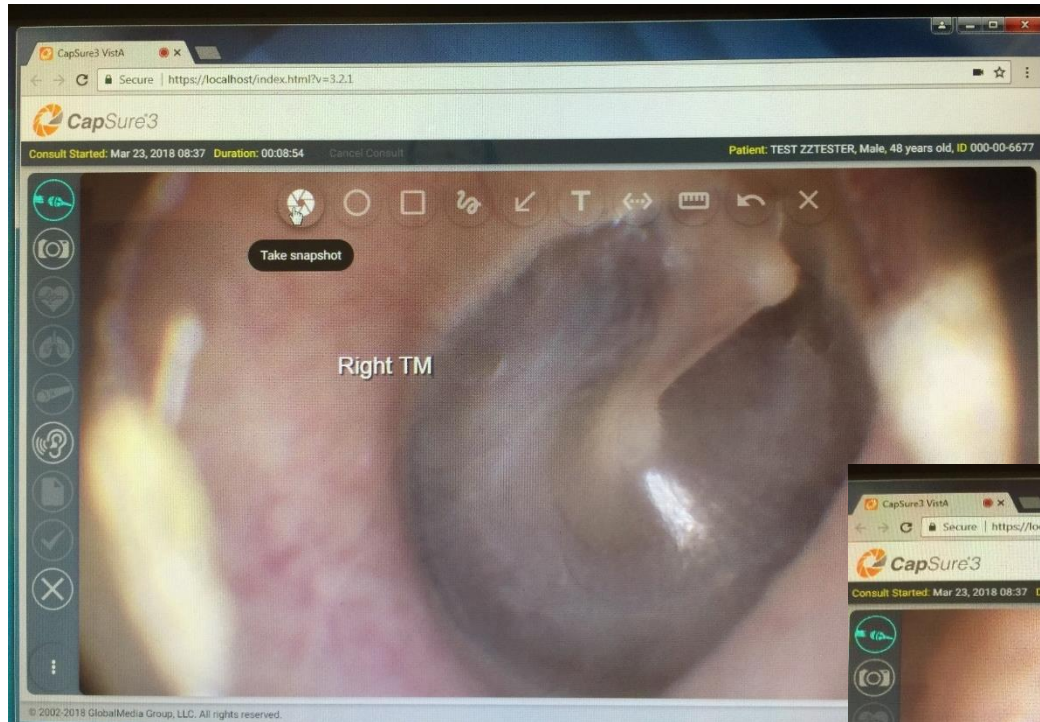 CapSure3 VistA
Secure | https://localhost/index.html?v=3.2.1
CapSure3
Consult Started: Mar 23, 2018 08:37 Duration: 00:08:54 Cancel Consult Patient: TEST ZZTESTER, Male, 48 years old, ID 000-00-6677
T
Take snapshot
Right TM
© 2002-2018 GlobalMedia Group, LLC. All rights reserved.
CapSure3 VistA
Secure | https://lo
CapSure3
Consult Started: Mar 23, 2018 08:37 D